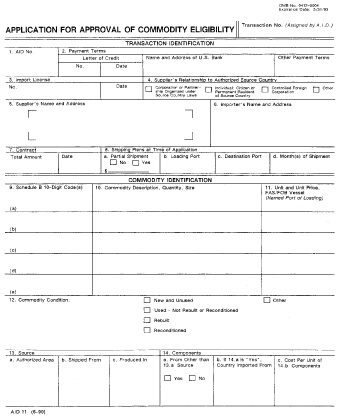 OMB No. 0412-0004
Expiration Date: 3/31/93
APPLICATION FOR APPROVAL OF COMMODITY ELIGIBILITY
Transaction No. (Assigned by A.I.D.)
TRANSACTION IDENTIFICATION
1. AID No.
2. Payment Terms
Letter of Credit
Name and Address of U.S. Bank
Other Payment Terms
No.
Date
3. Import License
4. Supplier's Relationship to Authorized Source Country
No.
Date
Corporation or Partner-
ship Organized under
Source Country Laws
Individual: Citizen or
Permanent Resident
of Source Country
Controlled Foreign
Corporation
Other
5. Supplier's Name and Address
6. Importer's Name and Address
7. Contract
8. Shipping Plans at Time of Application
Total Amount
Date
a. Partial Shipment
No
Yes
$
b. Loading Port
c. Destination Port
d. Month(s) of Shipment
COMMODITY IDENTIFICATION
9. Schedule B 10-Digit Code(s)
10. Commodity Description, Quantity, Size
11. Unit and Unit Price,
FAS/FOB Vessel
(Named Port of Loading)
(a)
(b)
(c)
(d)
(e)
12. Commodity Condition:
New and Unused
Other
Used - Not Rebuilt or Reconditioned
Rebuilt
Reconditioned
13. Source
14. Components
a. Authorized Area
b. Shipped From
c. Produced In
a. From Other than
13.a Source
Yes
No
b. If 14.a is "Yes",
Country Imported From
c. Cost Per Unit of
14.b Components
AID 11 (6-90)